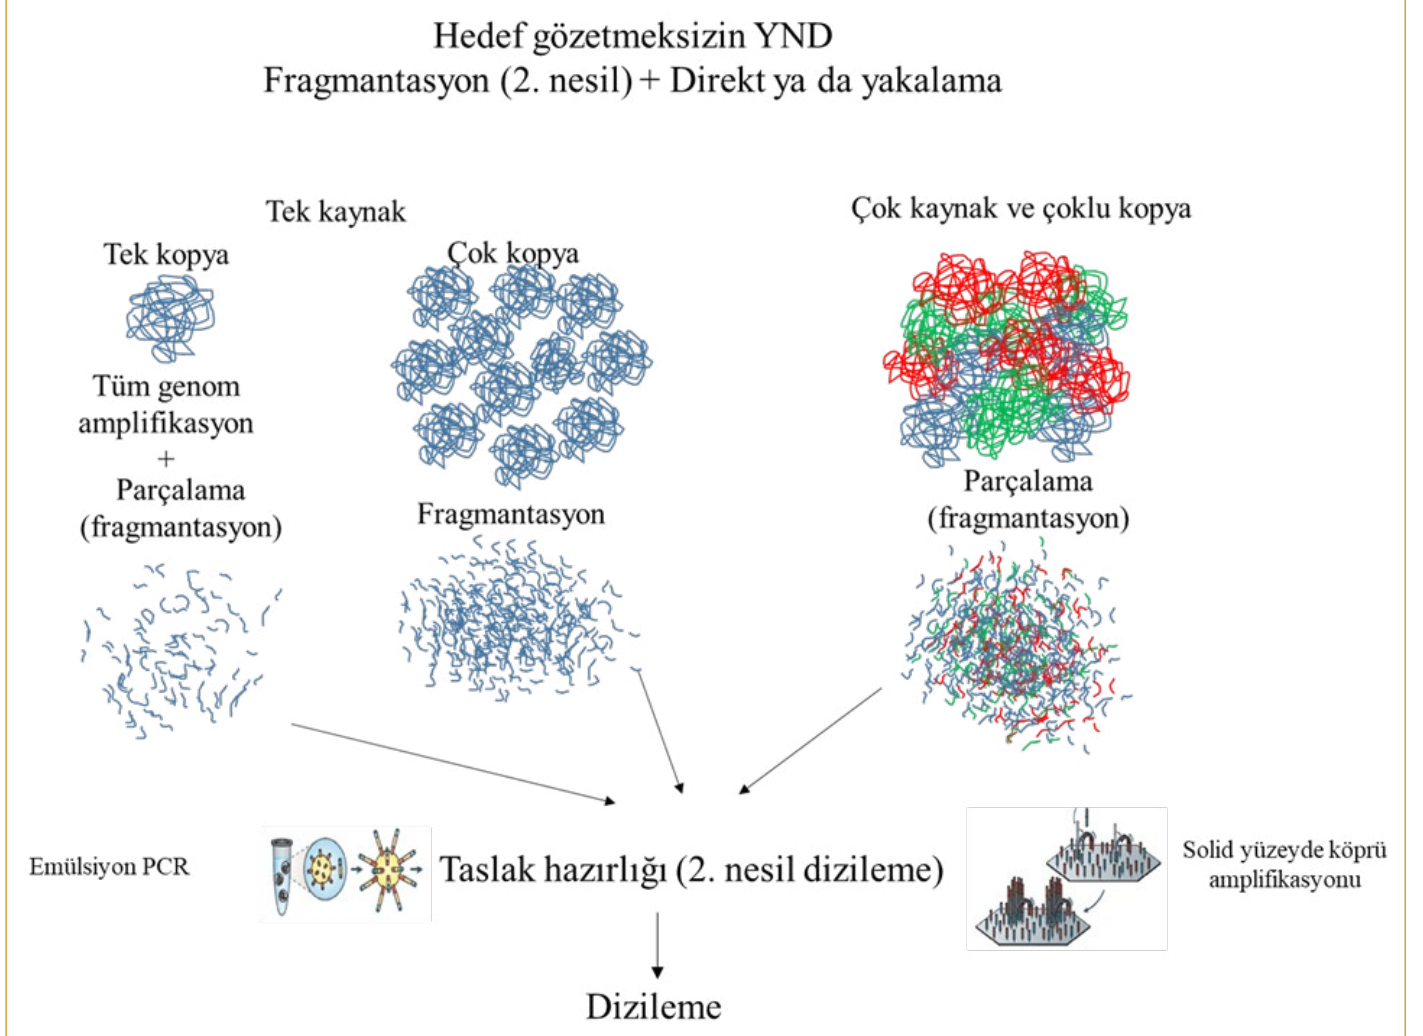 Hedef gözetmeksizin YND
Fragmantasyon (2. nesil) + Direkt ya da yakalama
Tek kaynak
Çok kaynak ve çoklu kopya
Tek kopya
Çok kopya
Tüm genom
amplifikasyon
+
Parçalama
(fragmantasyon)
Fragmantasyon
Parçalama
(fragmantasyon)
Emülsiyon PCR
Taslak hazırlığı (2. nesil dizileme)
Solid yüzeyde köprü
amplifikasyonu
Dizileme